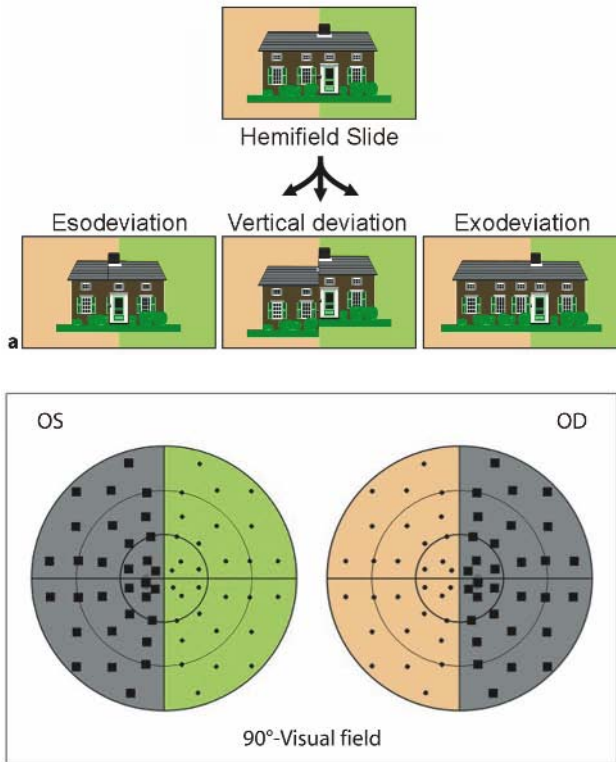 Hemifield Slide
Esodeviation Vertical deviation Exodeviation
a
OS OD
90°-Visual field